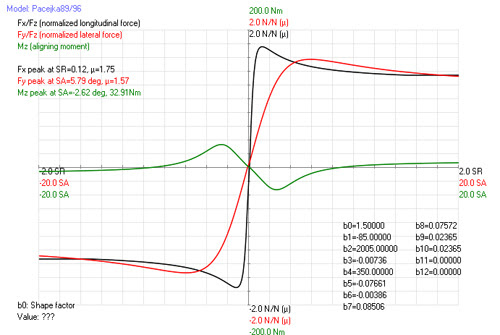 Model: Pacejka89/96
200.0 Nm
Fx/Fz (normalized longitudinal force)
2.0 N/N (μ)
Fy/Fz (normalized lateral force)
2.0 N/N (μ)
Mz (aligning moment)
Fx peak at SR=0.12, μ=1.75
Fy peak at SA=5.79 deg, μ=1.57
Mz peak at SA=-2.62 deg, 32.91Nm
-2.0 SR
2.0 SR
-20.0 SA
20.0 SA
-20.0 SA
20.0 SA
b0=1.50000
b8=0.07572
b1=-85.00000
b9=0.02365
b2=2005.00000
b10=0.02365
b3=-0.00736
b11=0.00000
b4=350.00000
b12=0.00000
b5=-0.07661
b6=-0.00386
b7=0.08506
b0: Shape factor
-2.0 N/N (μ)
Value: ???
-2.0 N/N (μ)
-200.0 Nm